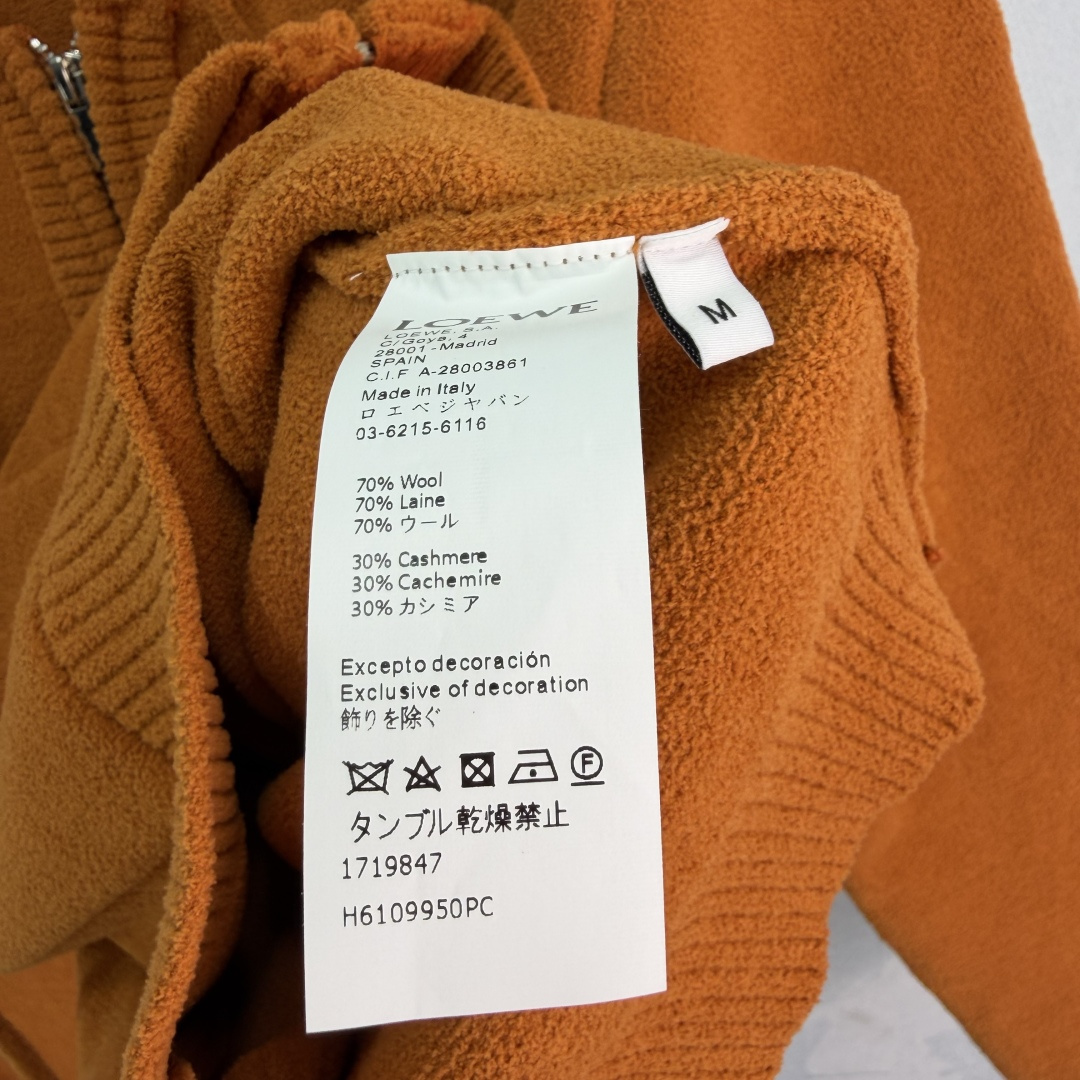 LOEWE
LOEWE, S.A.
C/Goya, 4
28001 - Madrid
SPAIN
C.I.F A-28003861
Made in Italy
ロエベジャパン
03-6215-6116
70% Wool
70% Laine
70% ウール
30% Cashmere
30% Cachemire
30% カシミア
Excepto decoración
Exclusive of decoration
飾りを除ぐ
F
タンブル乾燥禁止
1719847
H6109950PC
M